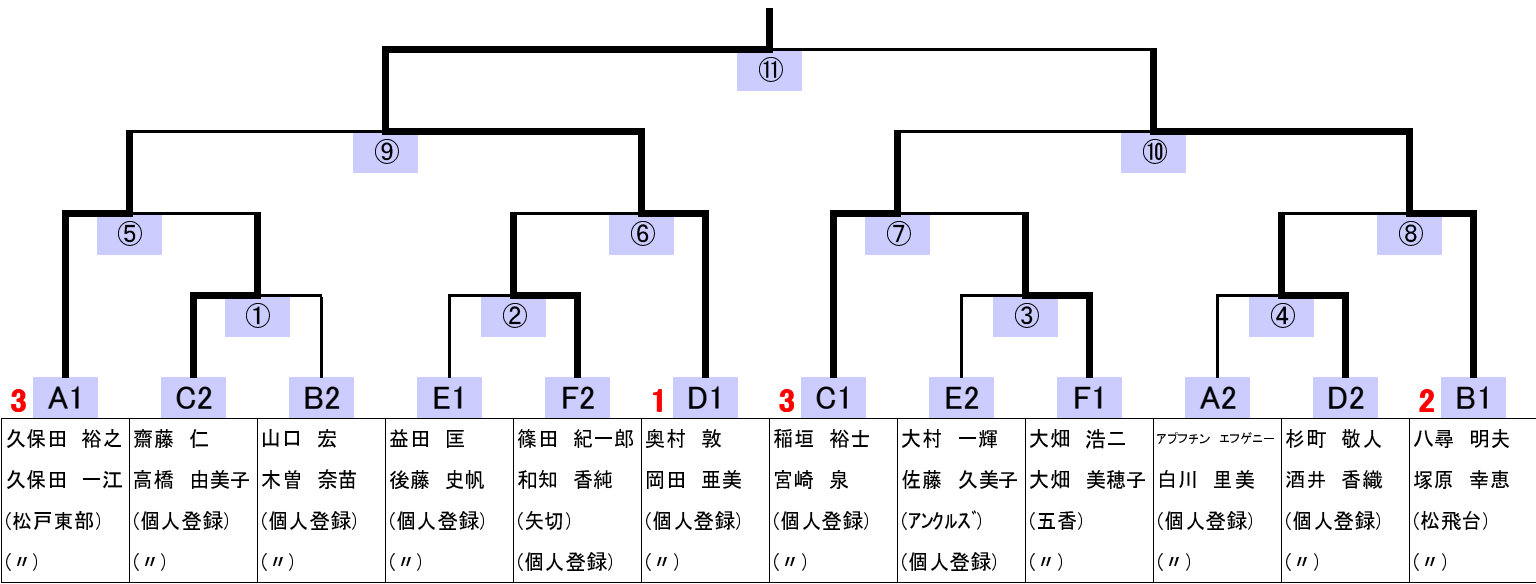 ⑪
⑨ ⑩
⑤ ⑥ ⑦ ⑧
① ② ③ ④
3 A1 C2 B2 E1 F2 1 D1 3 C1 E2 F1 A2 D2 2 B1
久保田 裕之 齋藤 仁 山口 宏 益田 匡 篠田 紀一郎 奥村 敦 稲垣 裕士 大村 一輝 大畑 浩二 アプフチン エフゲニー 杉町 敬人 八尋 明夫
久保田 一江 高橋 由美子 木曽 奈苗 後藤 史帆 和知 香純 岡田 亜美 宮崎 泉 佐藤 久美子 大畑 美穂子 白川 里美 酒井 香織 塚原 幸恵
(松戸東部) (個人登録) (個人登録) (個人登録) (矢切) (個人登録) (個人登録) (アンクルズ) (五香) (個人登録) (個人登録) (松飛台)
(〃) (〃) (〃) (〃) (個人登録) (〃) (〃) (個人登録) (〃) (〃) (〃) (〃)